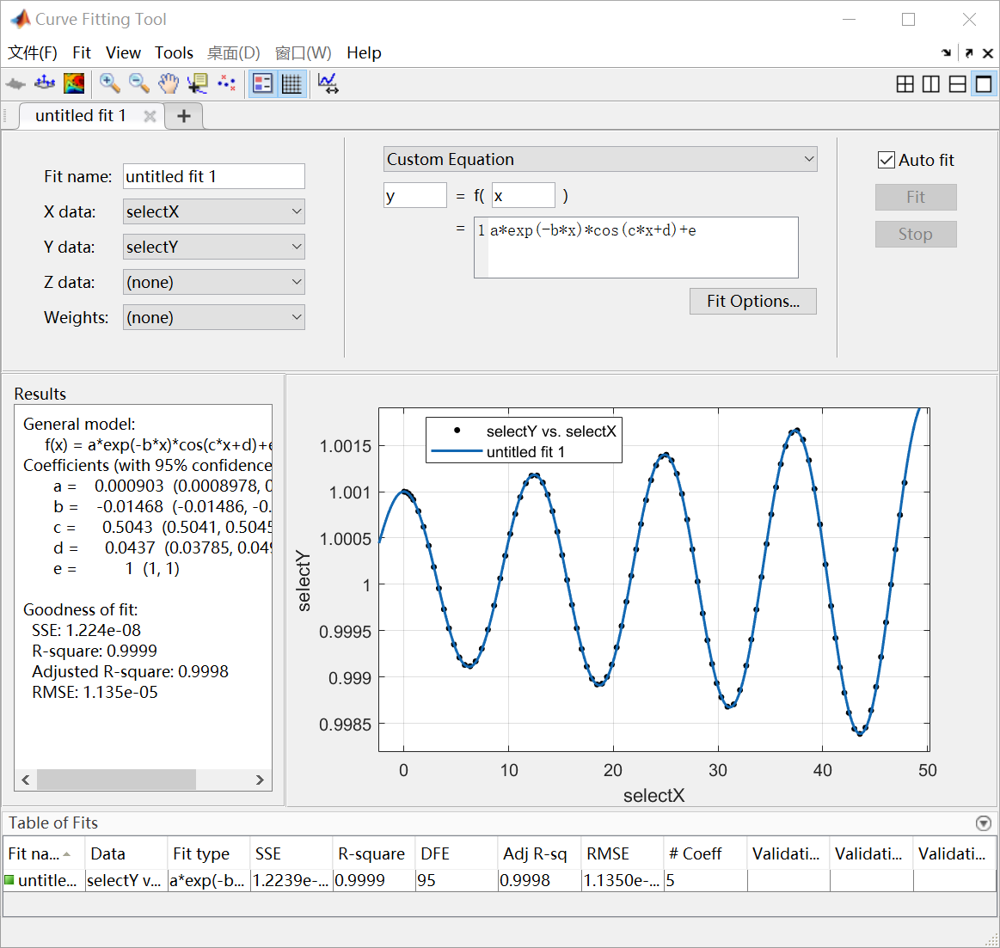 Curve Fitting Tool
文件(F) Fit View Tools 桌面(D) 窗口(W) Help
untitled fit 1
Fit name: untitled fit 1
X data: selectX
Y data: selectY
Z data: (none)
Weights: (none)
Custom Equation
y = f( x )
= 1 a*exp(-b*x)*cos(c*x+d)+e
Fit Options...
Auto fit
Fit
Stop
Results
General model:
f(x) = a*exp(-b*x)*cos(c*x+d)+e
Coefficients (with 95% confidence
a = 0.000903 (0.0008978, 0
b = -0.01468 (-0.01486, -0.
c = 0.5043 (0.5041, 0.5045
d = 0.0437 (0.03785, 0.049
e = 1 (1, 1)
Goodness of fit:
SSE: 1.224e-08
R-square: 0.9999
Adjusted R-square: 0.9998
RMSE: 1.135e-05
selectY vs. selectX
untitled fit 1
1.0015
1.001
1.0005
1
0.9995
0.999
0.9985
selectY
0 10 20 30 40 50
selectX
Table of Fits
Fit na... Data Fit type SSE R-square DFE Adj R-sq RMSE # Coeff Validati... Validati... Validati...
untitle... selectY v... a*exp(-b... 1.2239e-... 0.9999 95 0.9998 1.1350e-... 5